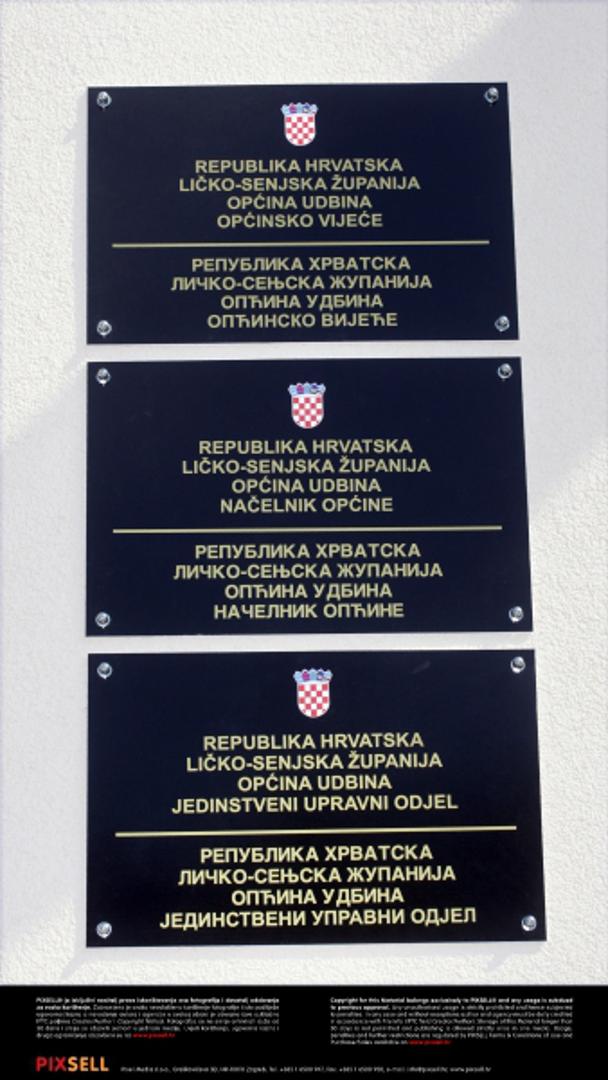 REPUBLIKA HRVATSKA
LIČKO-SENJSKA ŽUPANIJA
OPĆINA UDBINA
OPĆINSKO VIJEĆE
РЕПУБЛИКА ХРВАТСКА
ЛИЧКО-СЕЊСКА ЖУПАНИЈА
ОПЋИНА УДБИНА
ОПЋИНСКО ВИЈЕЋЕ
REPUBLIKA HRVATSKA
LIČKO-SENJSKA ŽUPANIJA
OPĆINA UDBINA
NAČELNIK OPĆINE
РЕПУБЛИКА ХРВАТСКА
ЛИЧКО-СЕЊСКА ЖУПАНИЈА
ОПЋИНА УДБИНА
НАЧЕЛНИК ОПЋИНЕ
REPUBLIKA HRVATSKA
LIČKO-SENJSKA ŽUPANIJA
OPĆINA UDBINA
JEDINSTVENI UPRAVNI ODJEL
РЕПУБЛИКА ХРВАТСКА
ЛИЧКО-СЕЊСКА ЖУПАНИЈА
ОПЋИНА УДБИНА
ЈЕДИНСТВЕНИ УПРАВНИ ОДЈЕЛ
PIXSELL